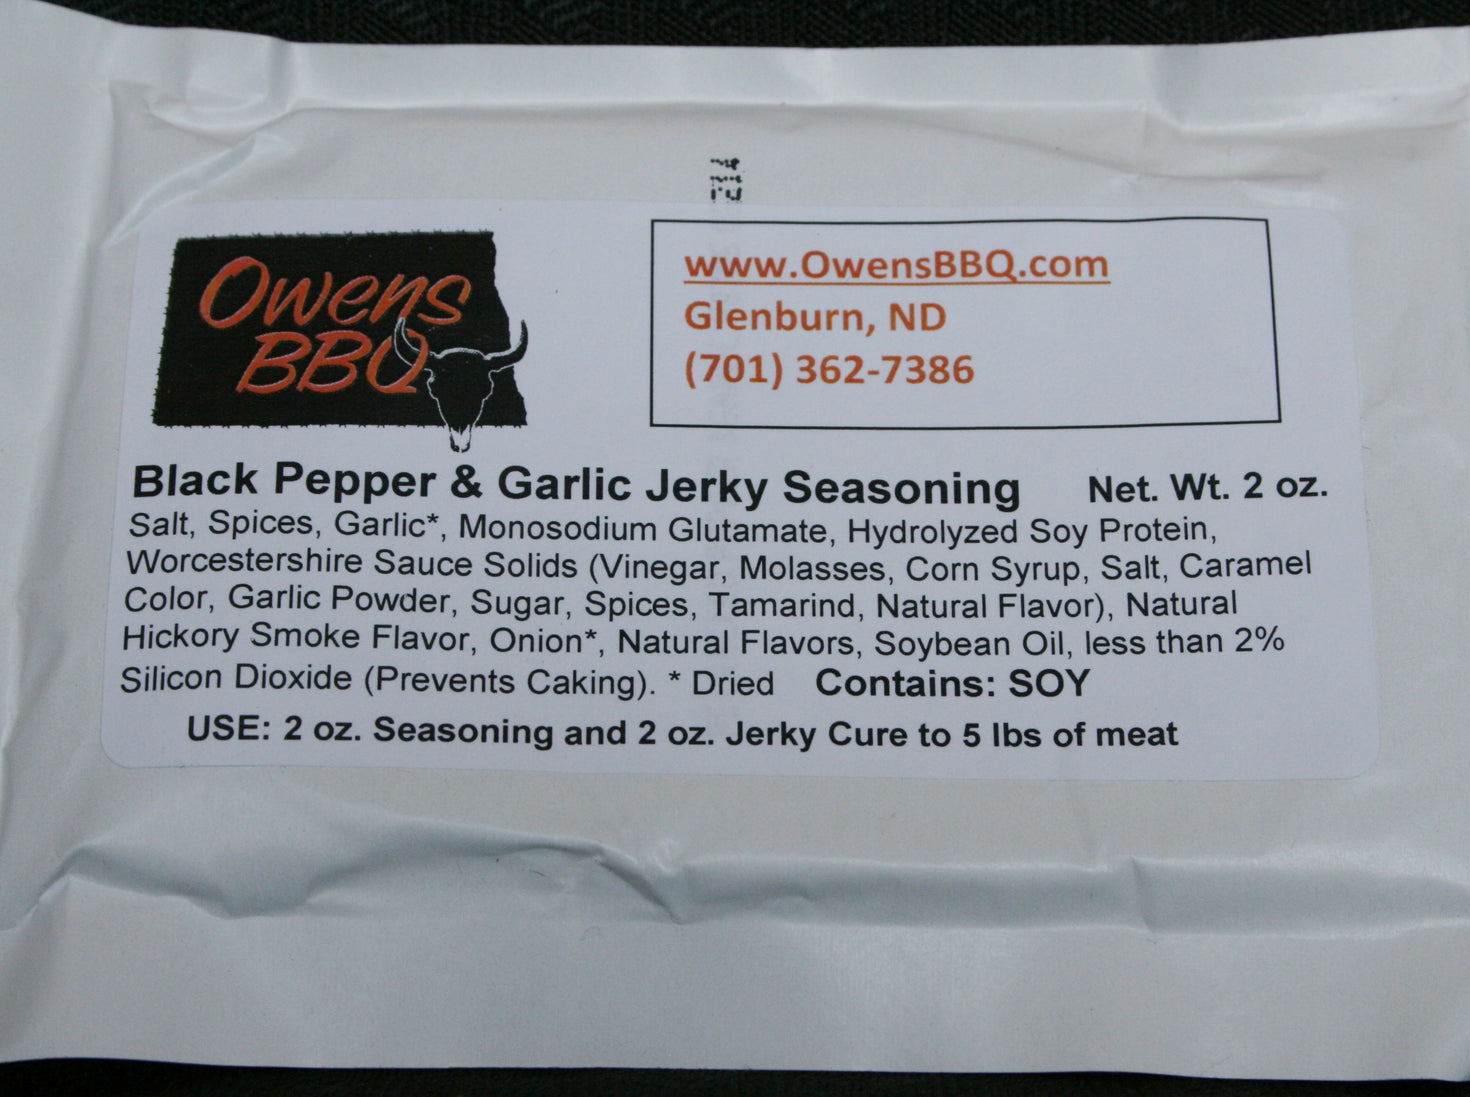 Owens
BBQ
www.OwensBBQ.com
Glenburn, ND
(701) 362-7386
Black Pepper & Garlic Jerky Seasoning Net. Wt. 2 oz.
Salt, Spices, Garlic*, Monosodium Glutamate, Hydrolyzed Soy Protein,
Worcestershire Sauce Solids (Vinegar, Molasses, Corn Syrup, Salt, Caramel
Color, Garlic Powder, Sugar, Spices, Tamarind, Natural Flavor), Natural
Hickory Smoke Flavor, Onion*, Natural Flavors, Soybean Oil, less than 2%
Silicon Dioxide (Prevents Caking). * Dried Contains: SOY
USE: 2 oz. Seasoning and 2 oz. Jerky Cure to 5 lbs of meat